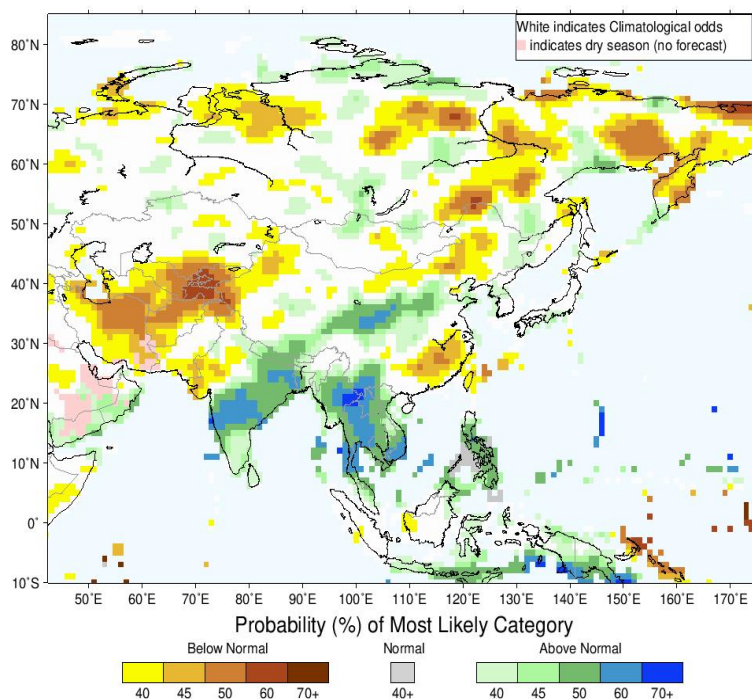 White indicates Climatological odds
indicates dry season (no forecast)
80°N
70°N
60°N
50°N
40°N
30°N
20°N
10°N
0°
10°S
50°E 60°E 70°E 80°E 90°E 100°E 110°E 120°E 130°E 140°E 150°E 160°E 170°E
Probability (%) of Most Likely Category
Below Normal Normal Above Normal
40 45 50 60 70+ 40+ 40 45 50 60 70+